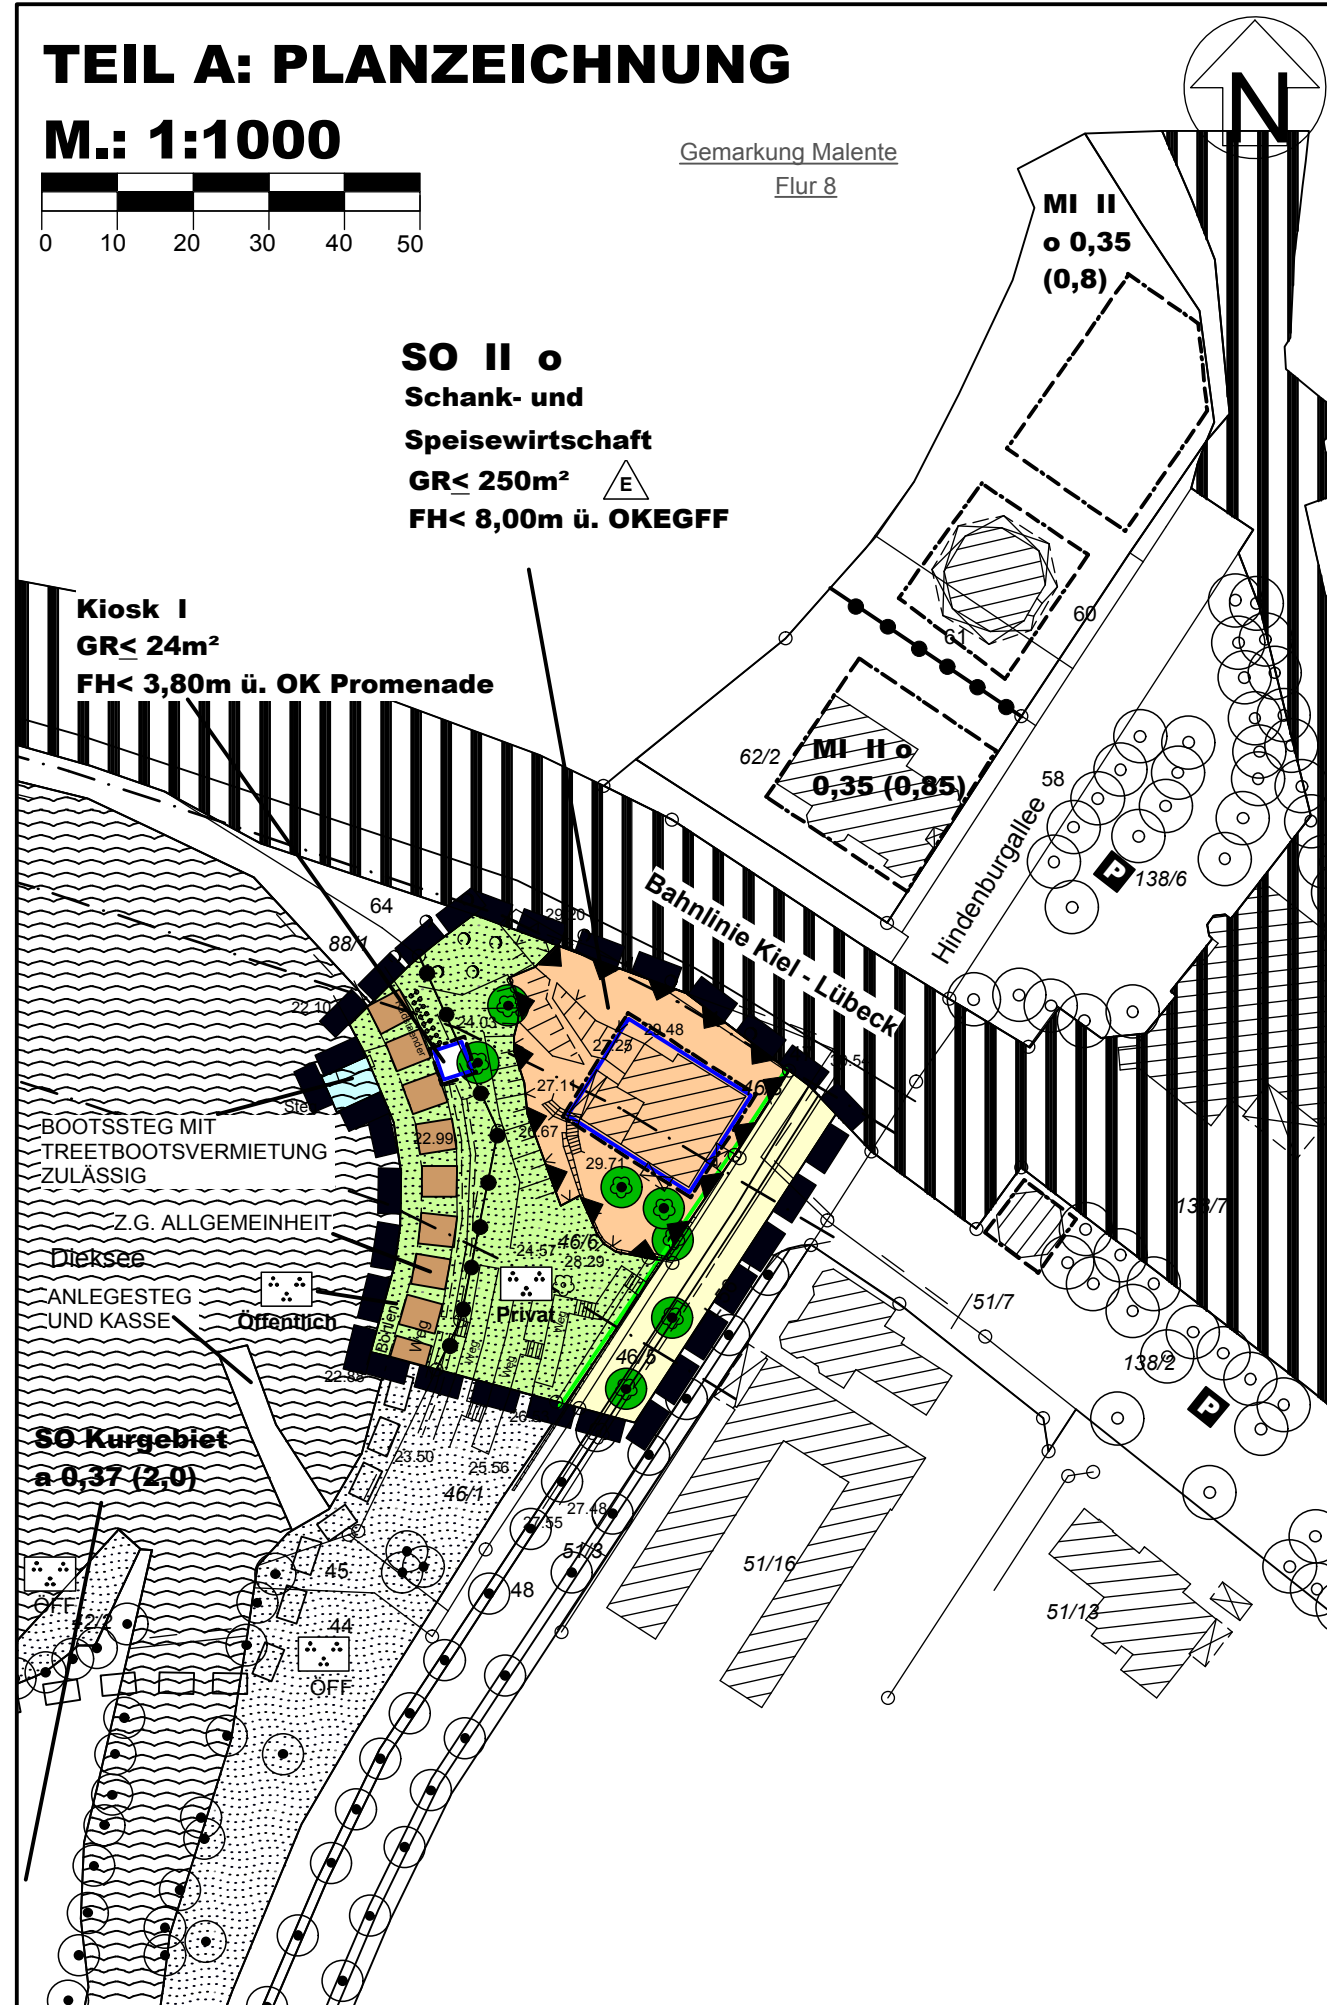 TEIL A: PLANZEICHNUNG
M.: 1:1000
0 10 20 30 40 50
Gemarkung Malente
Flur 8
N
MI II
o 0,35
(0,8)
SO II o
Schank- und
Speisewirtschaft
GR≤ 250m²
E
FH< 8,00m ü. OKEGFF
Kiosk I
GR≤ 24m²
FH< 3,80m ü. OK Promenade
60
61
62/2
MI II o
0,35 (0,85)
58
Hindenburgallee
P
138/6
Bahnlinie Kiel - Lübeck
64
88/1
29.20
22.10
24.03
29.48
27.25
27.11
26.67
29.71
22.99
BOOTSSTEG MIT
TREETBOOTSVERMIETUNG
ZULÄSSIG
Z.G. ALLGEMEINHEIT
Dieksee
ANLEGESTEG
UND KASSE
Öffentlich
Privat
24.57
46/6
28.29
Weg
Weg
Weg
Weg
46/5
22.88
138/7
51/7
138/2
P
SO Kurgebiet
a 0,37 (2,0)
23.50
25.56
46/1
27.48
27.55
51/3
48
45
44
ÖFF.
ÖFF.
42/2
51/16
51/13